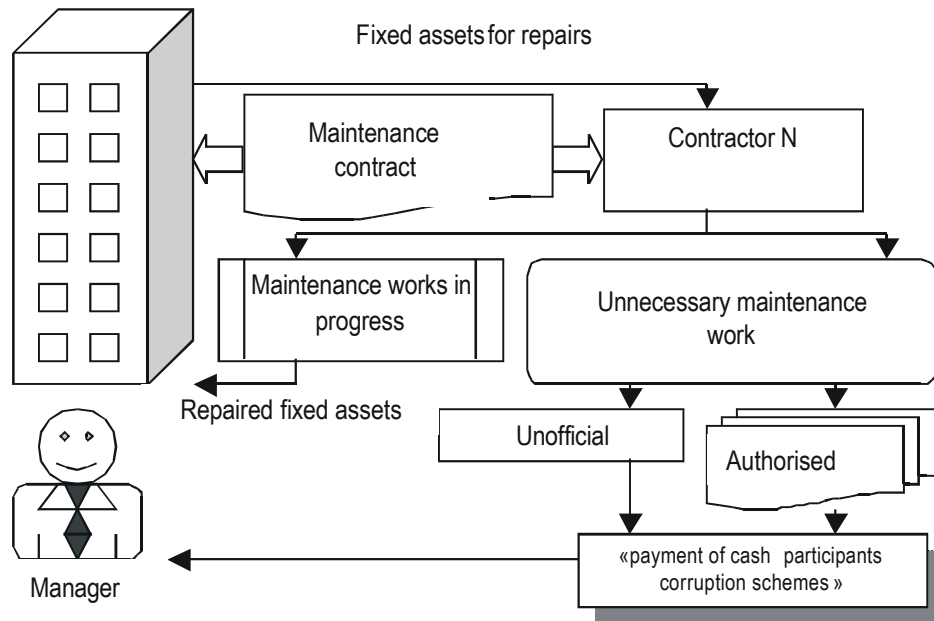 Fixed assets for repairs
Maintenance
contract
Contractor N
Maintenance works in
progress
Unnecessary maintenance
work
Repaired fixed assets
Unofficial
Authorised
«payment of cash participants
corruption schemes »
Manager